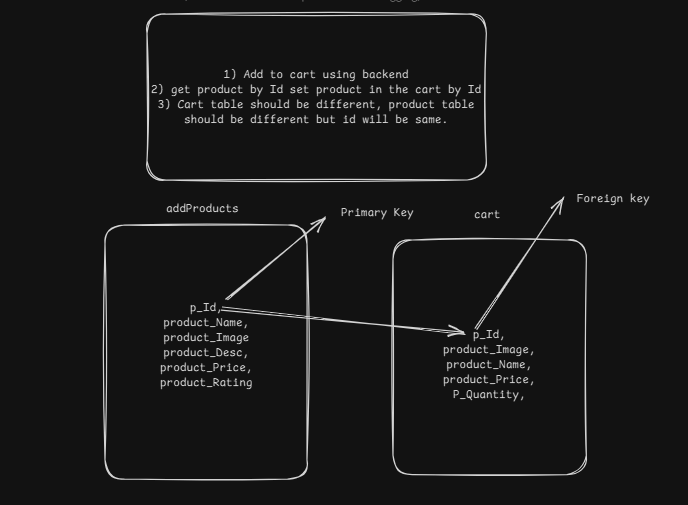 1) Add to cart using backend
2) get product by Id set product in the cart by Id
3) Cart table should be different, product table
should be different but id will be same.
addProducts
Primary Key
cart
Foreign key
p_Id,
product_Name,
product_Image
product_Desc,
product_Price,
product_Rating
p_Id,
product_Image,
product_Name,
product_Price,
P_Quantity,